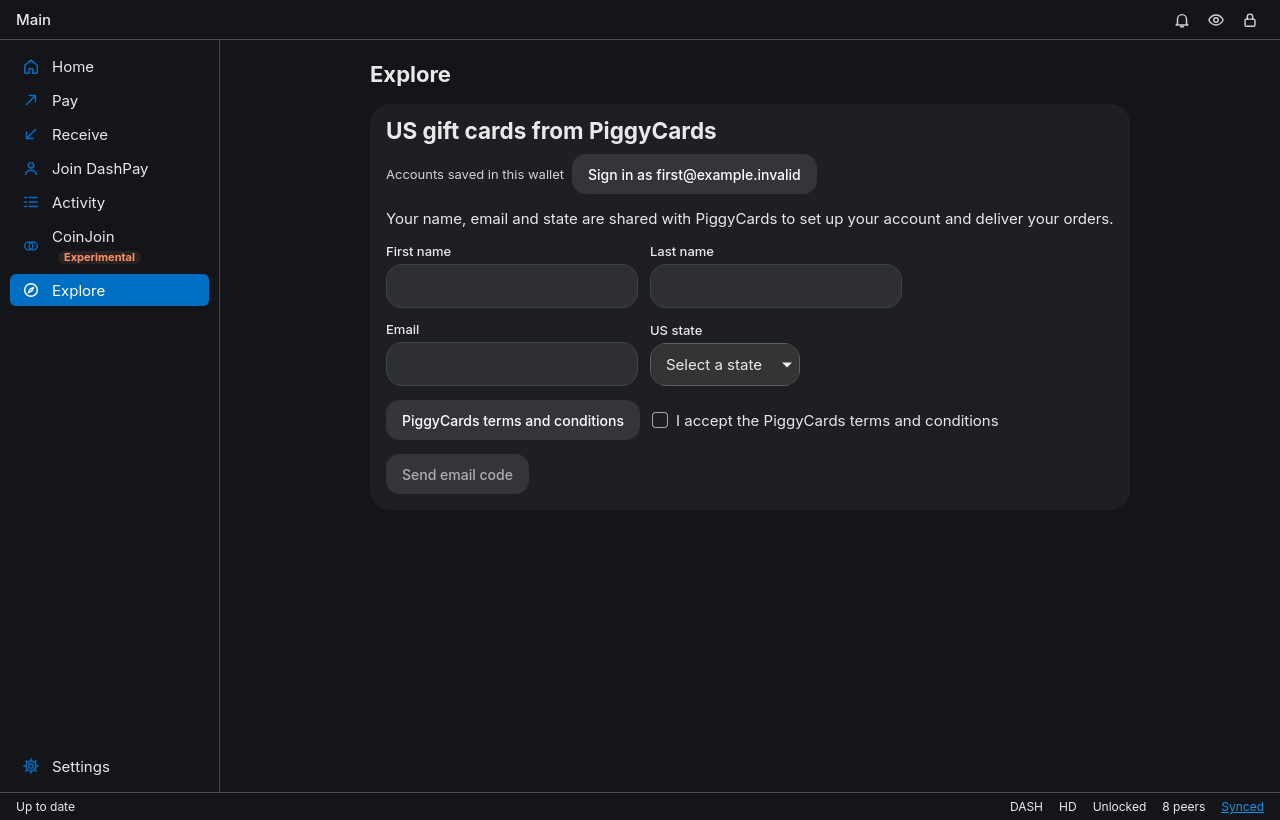 Main
Home
Pay
Receive
Join DashPay
Activity
CoinJoin
Experimental
Explore
Settings
Explore
US gift cards from PiggyCards
Accounts saved in this wallet Sign in as first@example.invalid
Your name, email and state are shared with PiggyCards to set up your account and deliver your orders.
First name Last name
Email US state
Select a state
PiggyCards terms and conditions I accept the PiggyCards terms and conditions
Send email code
Up to date DASH HD Unlocked 8 peers Synced